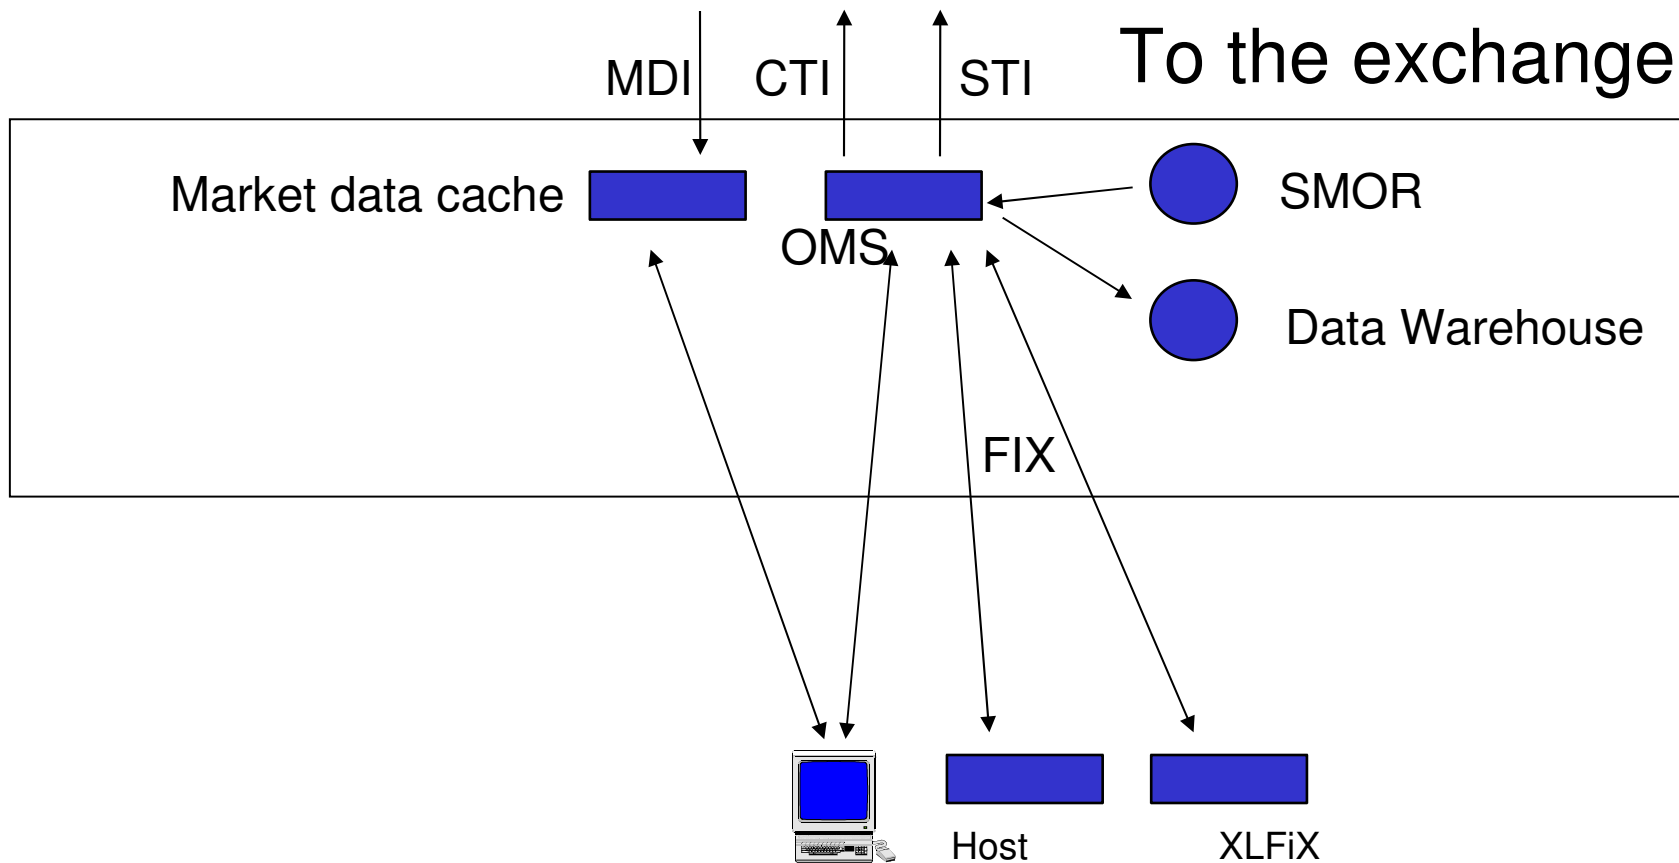 To the exchange
MDI
CTI
STI
Market data cache
OMS
SMOR
Data Warehouse
FIX
Host
XLFiX